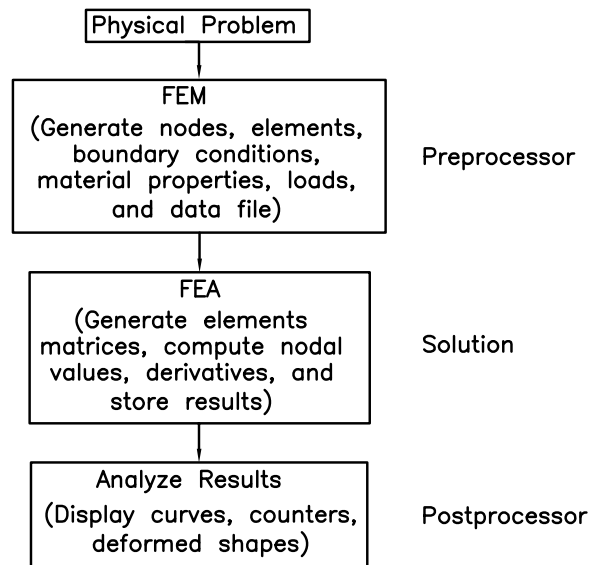 Physical Problem
FEM
(Generate nodes, elements,
boundary conditions,
material properties, loads,
and data file)
Preprocessor
FEA
(Generate elements
matrices, compute nodal
values, derivatives, and
store results)
Solution
Analyze Results
(Display curves, counters,
deformed shapes)
Postprocessor